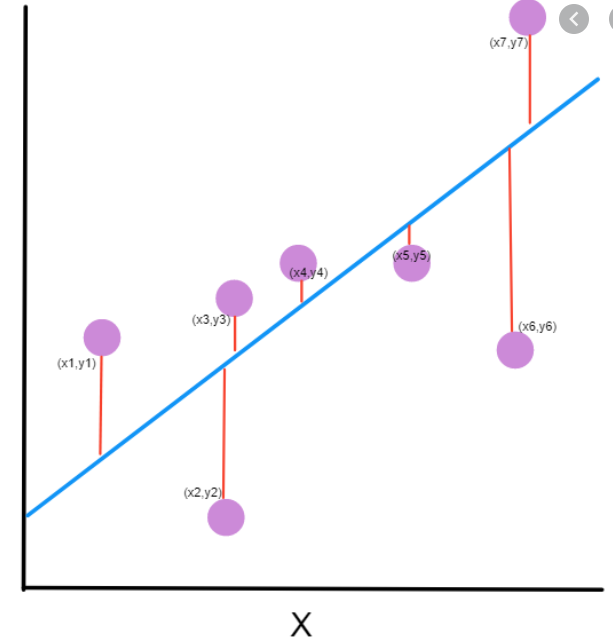 (x7,y7)
(x4,y4)
(x5,y5)
(x3,y3)
(x6,y6)
(x1,y1)
(x2,y2)
X